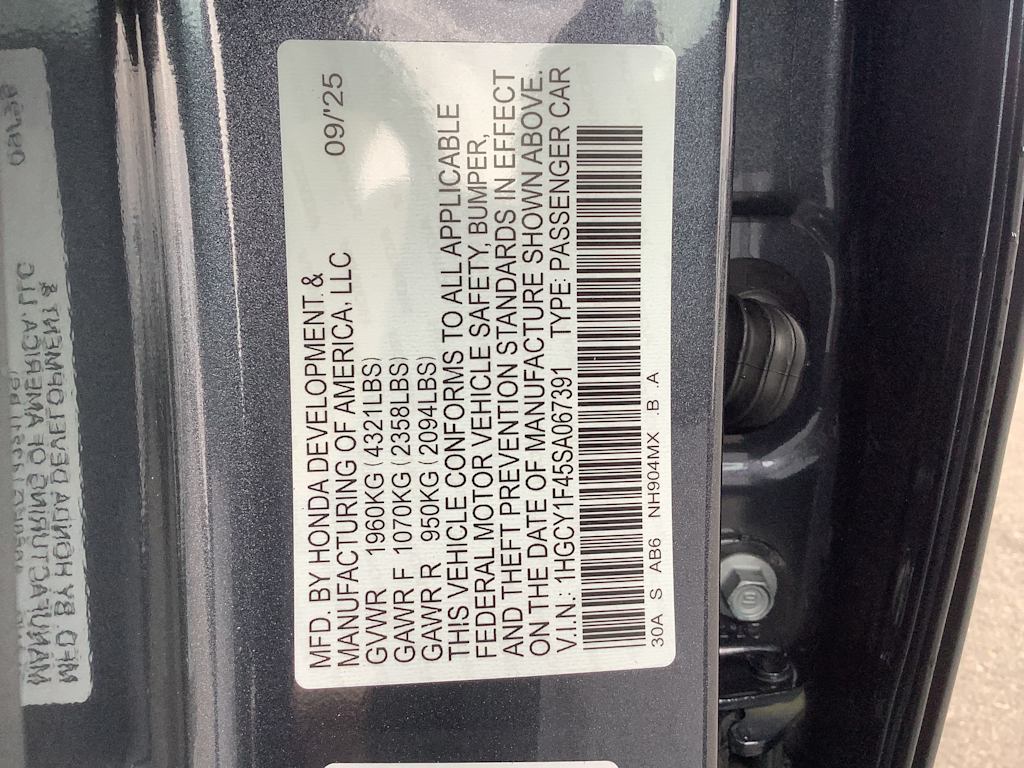 MFD. BY HONDA DEVELOPMENT & 09/'25
MANUFACTURING OF AMERICA, LLC
GVWR 1960KG (4321LBS)
GAWR F 1070KG (2358LBS)
GAWR R 950KG (2094LBS)
THIS VEHICLE CONFORMS TO ALL APPLICABLE
FEDERAL MOTOR VEHICLE SAFETY, BUMPER,
AND THEFT PREVENTION STANDARDS IN EFFECT
ON THE DATE OF MANUFACTURE SHOWN ABOVE.
V.I.N.: 1HGCY1F45SA067391 TYPE: PASSENGER CAR
30A S AB6 NH904MX .B .A